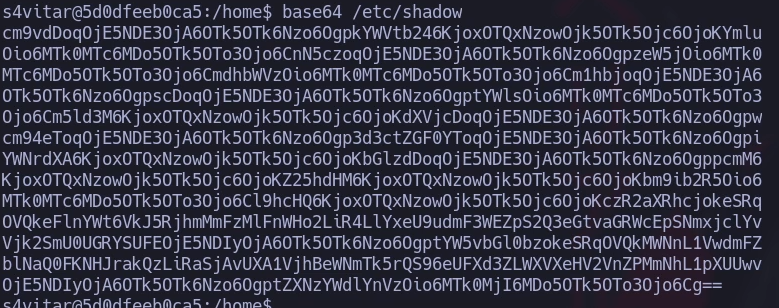 s4vitar@5d0dfeeb0ca5:/home$ base64 /etc/shadow
cm9vdDoqOjE5NDE3OjA6OTk5OTk6Nzo6OgpkYWVtb246KjoxOTQxNzowOjk5OTk5Ojc6OjoKYmlu
Oio6MTk0MTc6MDo5OTk5OTo3Ojo6CnN5czoqOjE5NDE3OjA6OTk5OTk6Nzo6OgpzeW5jOio6MTk0
MTc6MDo5OTk5OTo3Ojo6CmdhbWVzOio6MTk0MTc6MDo5OTk5OTo3Ojo6Cm1hbjoqOjE5NDE3OjA6
OTk5OTk6Nzo6OgpscDoqOjE5NDE3OjA6OTk5OTk6Nzo6OgptYWlsOio6MTk0MTc6MDo5OTk5OTo3
Ojo6Cm5ld3M6KjoxOTQxNzowOjk5OTk5Ojc6OjoKdXVjcDoqOjE5NDE3OjA6OTk5OTk6Nzo6Ogpw
cm94eToqOjE5NDE3OjA6OTk5OTk6Nzo6Ogp3d3ctZGF0YToqOjE5NDE3OjA6OTk5OTk6Nzo6Ogpi
YWNrdXA6KjoxOTQxNzowOjk5OTk5Ojc6OjoKbGlzdDoqOjE5NDE3OjA6OTk5OTk6Nzo6OgppcmM6
KjoxOTQxNzowOjk5OTk5Ojc6OjoKZ25hdHM6KjoxOTQxNzowOjk5OTk5Ojc6OjoKbm9ib2R5Oio6
MTk0MTc6MDo5OTk5OTo3Ojo6Cl9hcHQ6KjoxOTQxNzowOjk5OTk5Ojc6OjoKczR2aXRhcjokeSRq
OVQkeFlnYWt6VkJ5RjhmMmFzMlFnWHo2LiR4LlYxeU9udmF3WEZpS2Q3eGtvaGRWcEpSNmxjclYv
Vjk2SmU0UGRYSUFEOjE5NDIyOjA6OTk5OTk6Nzo6OgptYW5vbGl0bzokeSRqOVQkMWNnL1VwdmFZ
blNaQ0FKNHJrakQzLiRaSjAvUXA1VjhBeWNmTk5rQS96eUFXd3ZLWXVXeHV2VnZPMmNhL1pXUUwv
OjE5NDIyOjA6OTk5OTk6Nzo6OgptZXNzYWdlYnVzOio6MTk0MjI6MDo5OTk5OTo3Ojo6Cg==
s4vitar@5d0dfeeb0ca5:/home$